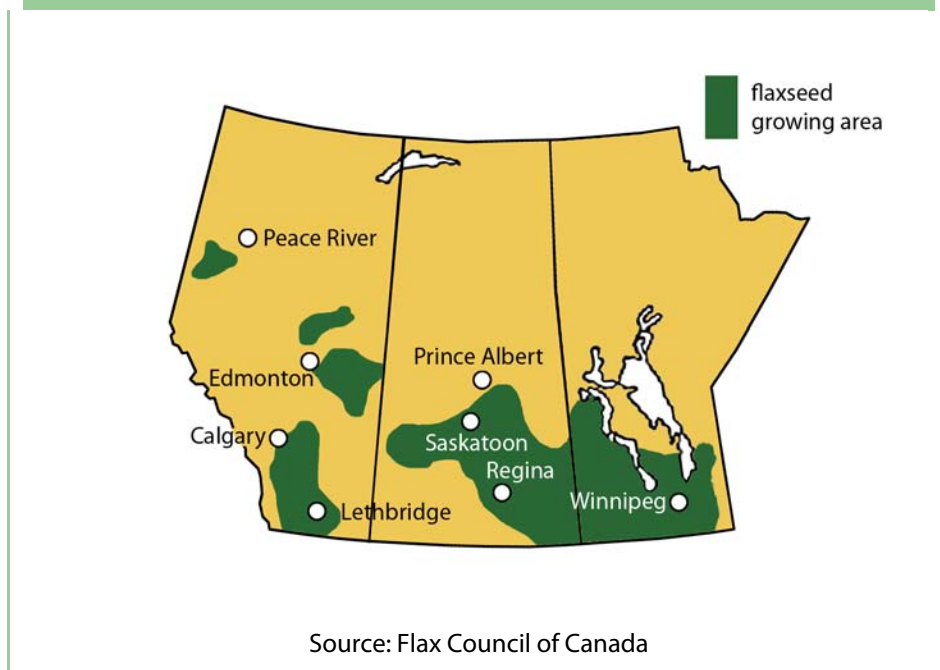 flaxseed
growing area
Peace River
Prince Albert
Edmonton
Calgary
Saskatoon
Regina
Winnipeg
Lethbridge
Source: Flax Council of Canada